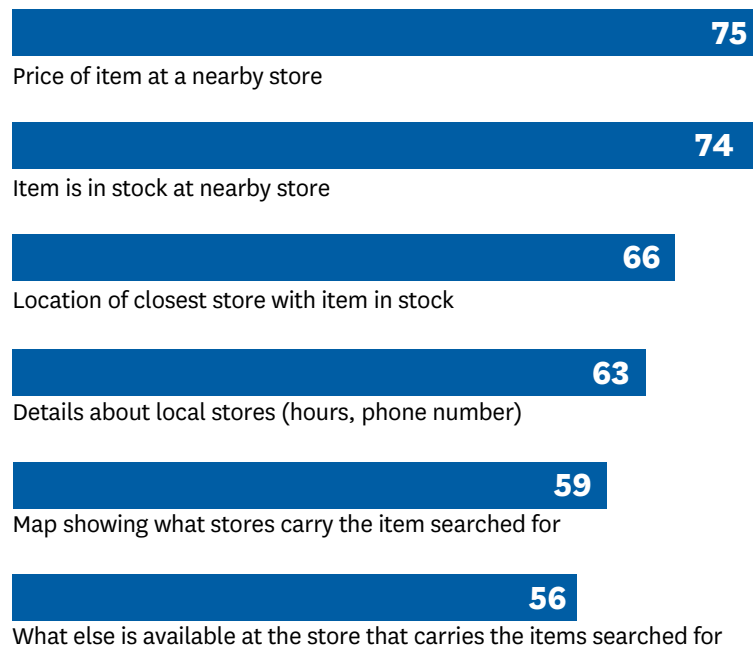 75
Price of item at a nearby store
74
Item is in stock at nearby store
66
Location of closest store with item in stock
63
Details about local stores (hours, phone number)
59
Map showing what stores carry the item searched for
56
What else is available at the store that carries the items searched for